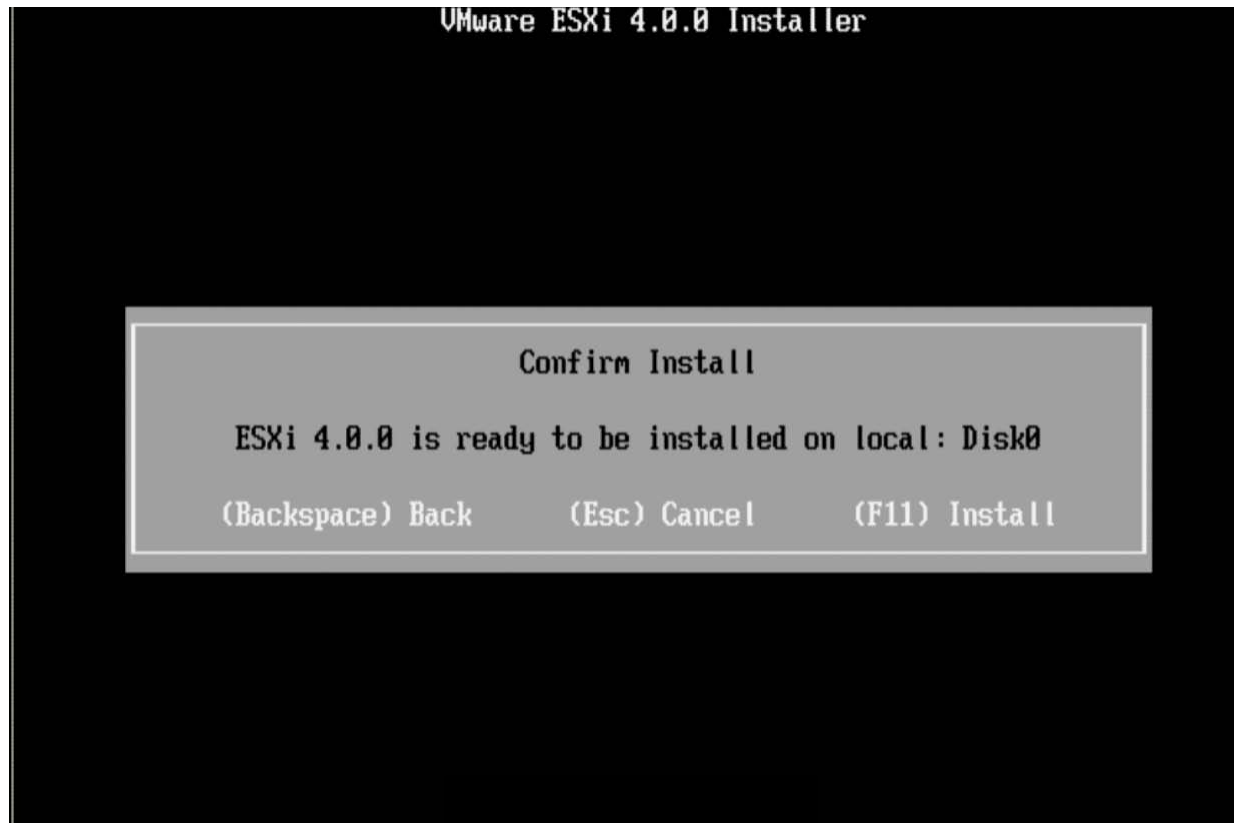 VMware ESXi 4.0.0 Installer
Confirm Install
ESXi 4.0.0 is ready to be installed on local: Disk0
(Backspace) Back (Esc) Cancel (F11) Install